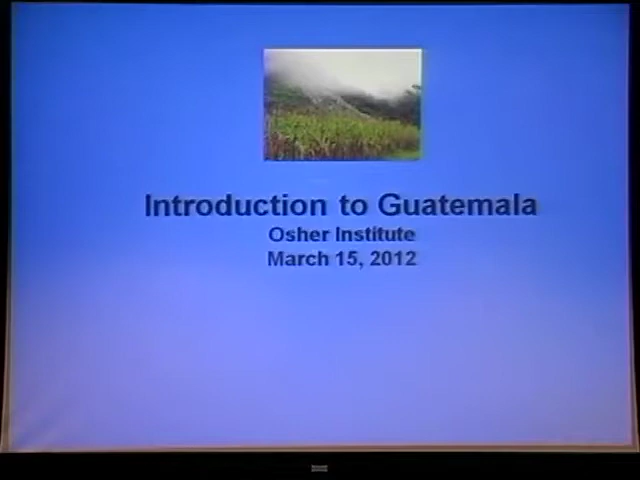 Introduction to Guatemala
Osher Institute
March 15, 2012